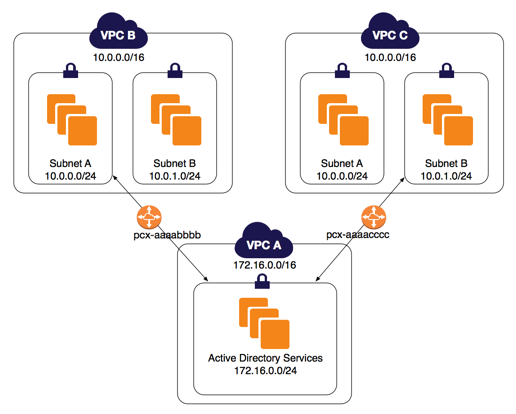 VPC B
10.0.0.0/16
Subnet A
10.0.0.0/24
Subnet B
10.0.1.0/24
VPC C
10.0.0.0/16
Subnet A
10.0.0.0/24
Subnet B
10.0.1.0/24
pcx-aaaabbbb
pcx-aaaacccc
VPC A
172.16.0.0/16
Active Directory Services
172.16.0.0/24